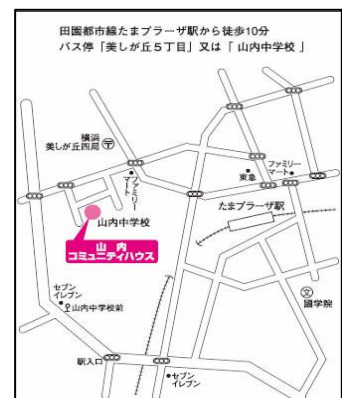 田園都市線たまプラーザ駅から徒歩10分
バス停「美しが丘5丁目」又は「 山内中学校 」
横浜
美しが丘四局
ファミリー
マート
東急
ファミリー
マート
たまプラーザ駅
山内中学校
山 内
コミュニティハウス
文
國学院
セブン
イレブン
山内中学校前
駅入口
セブン
イレブン